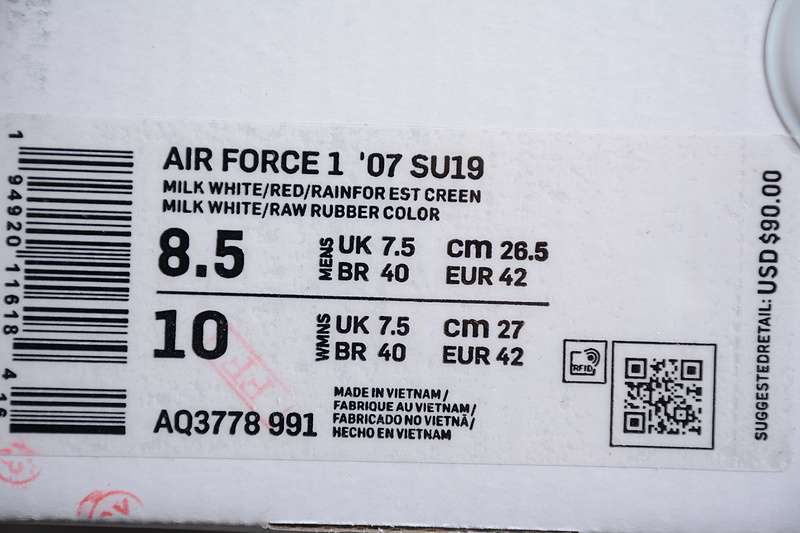 AIR FORCE 1 '07 SU19
MILK WHITE/RED/RAINFOR EST CREEN
MILK WHITE/RAW RUBBER COLOR
8.5 MENS UK 7.5 cm 26.5
BR 40 EUR 42
10 WMNS UK 7.5 cm 27
BR 40 EUR 42
RFID
AQ3778 991
MADE IN VIETNAM/
FABRIQUE AU VIETNAM/
FABRICADO NO VIETNÃ/
HECHO EN VIETNAM
SUGGESTEDRETAIL: USD $90.00
1 94920 11618 4 16